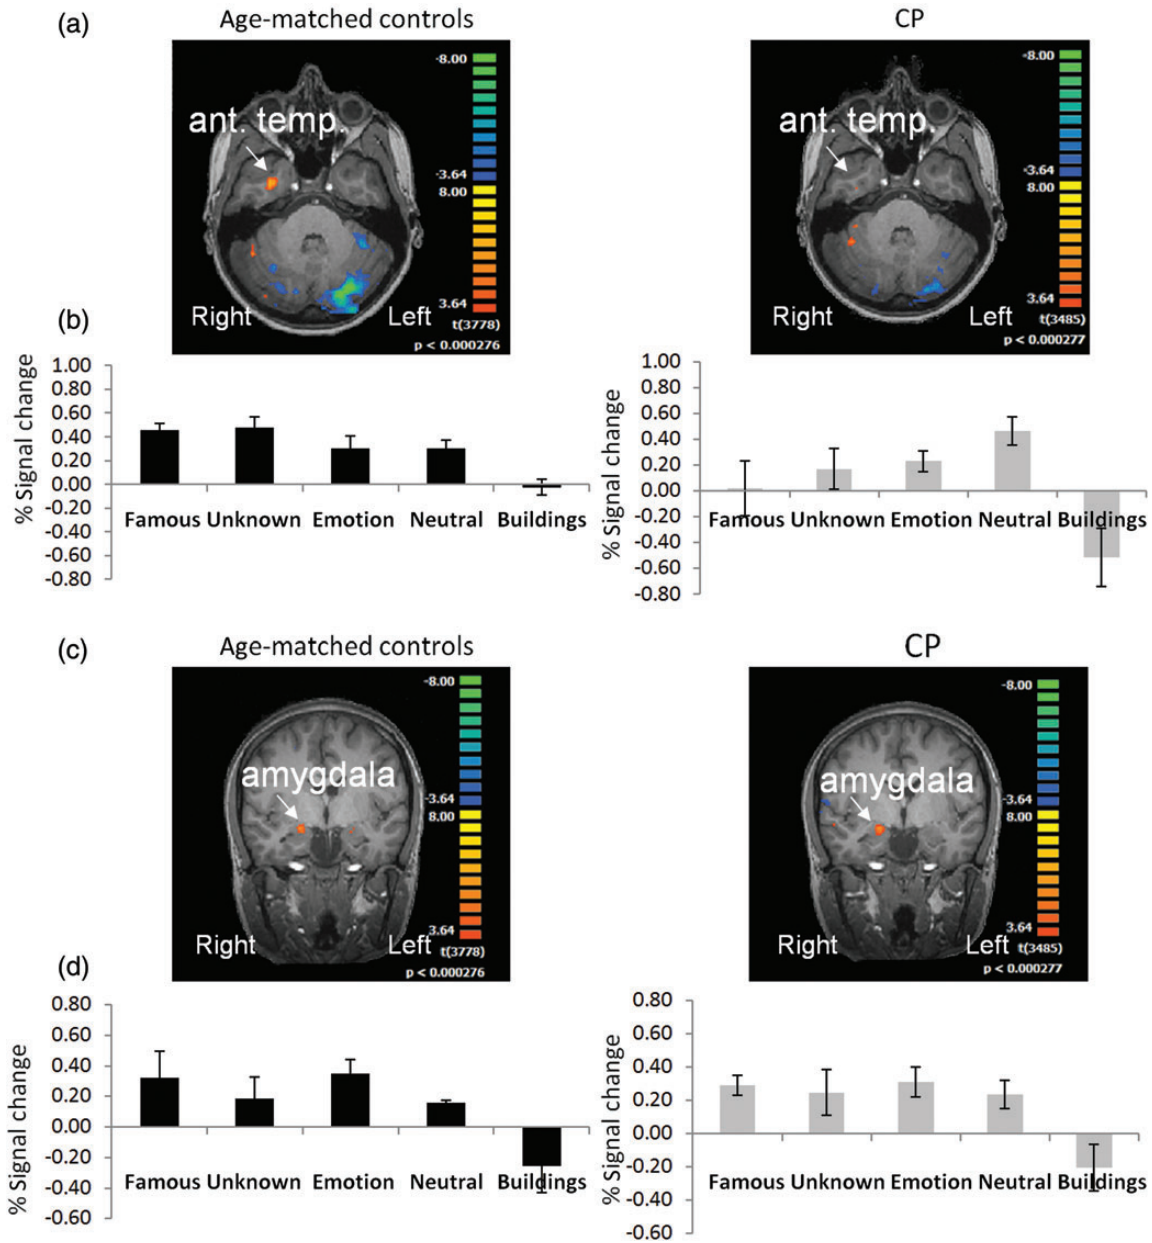 (a)
Age-matched controls
CP
-8.00
ant. temp.
-3.64
8.00
3.64
Right
Left
t(3778)
p < 0.000276
-8.00
ant. temp.
-3.64
8.00
3.64
Right
Left
t(3485)
p < 0.000277
(b)
% Signal change
1.00
0.80
0.60
0.40
0.20
0.00
-0.20
-0.40
-0.60
-0.80
Famous Unknown Emotion Neutral Buildings
% Signal change
1.00
0.80
0.60
0.40
0.20
0.00
-0.20
-0.40
-0.60
-0.80
Famous Unknown Emotion Neutral Buildings
(c)
Age-matched controls
CP
-8.00
amygdala
-3.64
8.00
3.64
Right
Left
t(3778)
p < 0.000276
-8.00
amygdala
-3.64
8.00
3.64
Right
Left
t(3485)
p < 0.000277
(d)
% Signal change
0.80
0.60
0.40
0.20
0.00
-0.20
-0.40
-0.60
Famous Unknown Emotion Neutral Buildings
% Signal change
0.80
0.60
0.40
0.20
0.00
-0.20
-0.40
-0.60
Famous Unknown Emotion Neutral Buildings